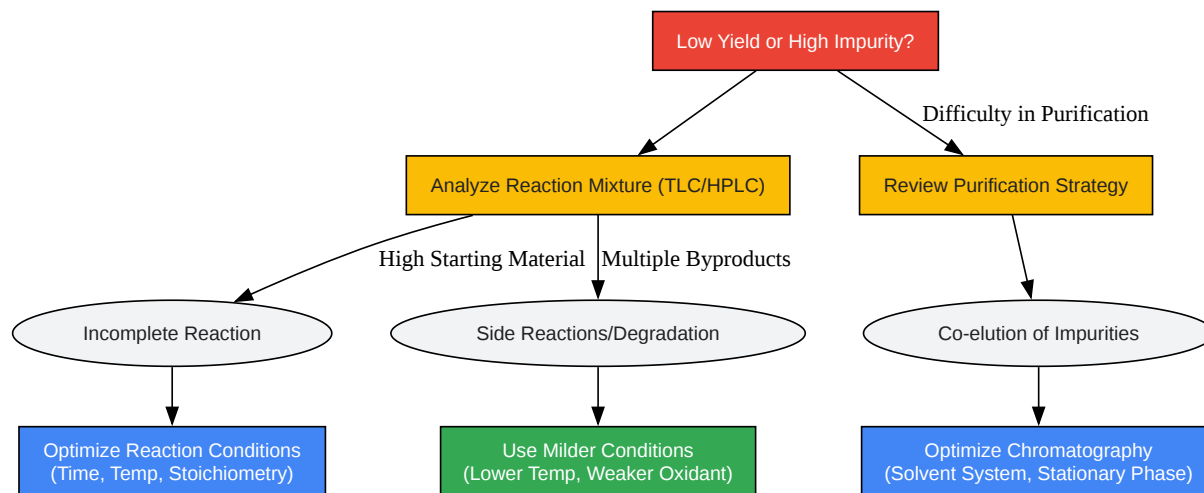 Low Yield or High Impurity?
Difficulty in Purification
Analyze Reaction Mixture (TLC/HPLC)
Review Purification Strategy
High Starting Material
Multiple Byproducts
Incomplete Reaction
Side Reactions/Degradation
Co-elution of Impurities
Optimize Reaction Conditions
(Time, Temp, Stoichiometry)
Use Milder Conditions
(Lower Temp, Weaker Oxidant)
Optimize Chromatography
(Solvent System, Stationary Phase)